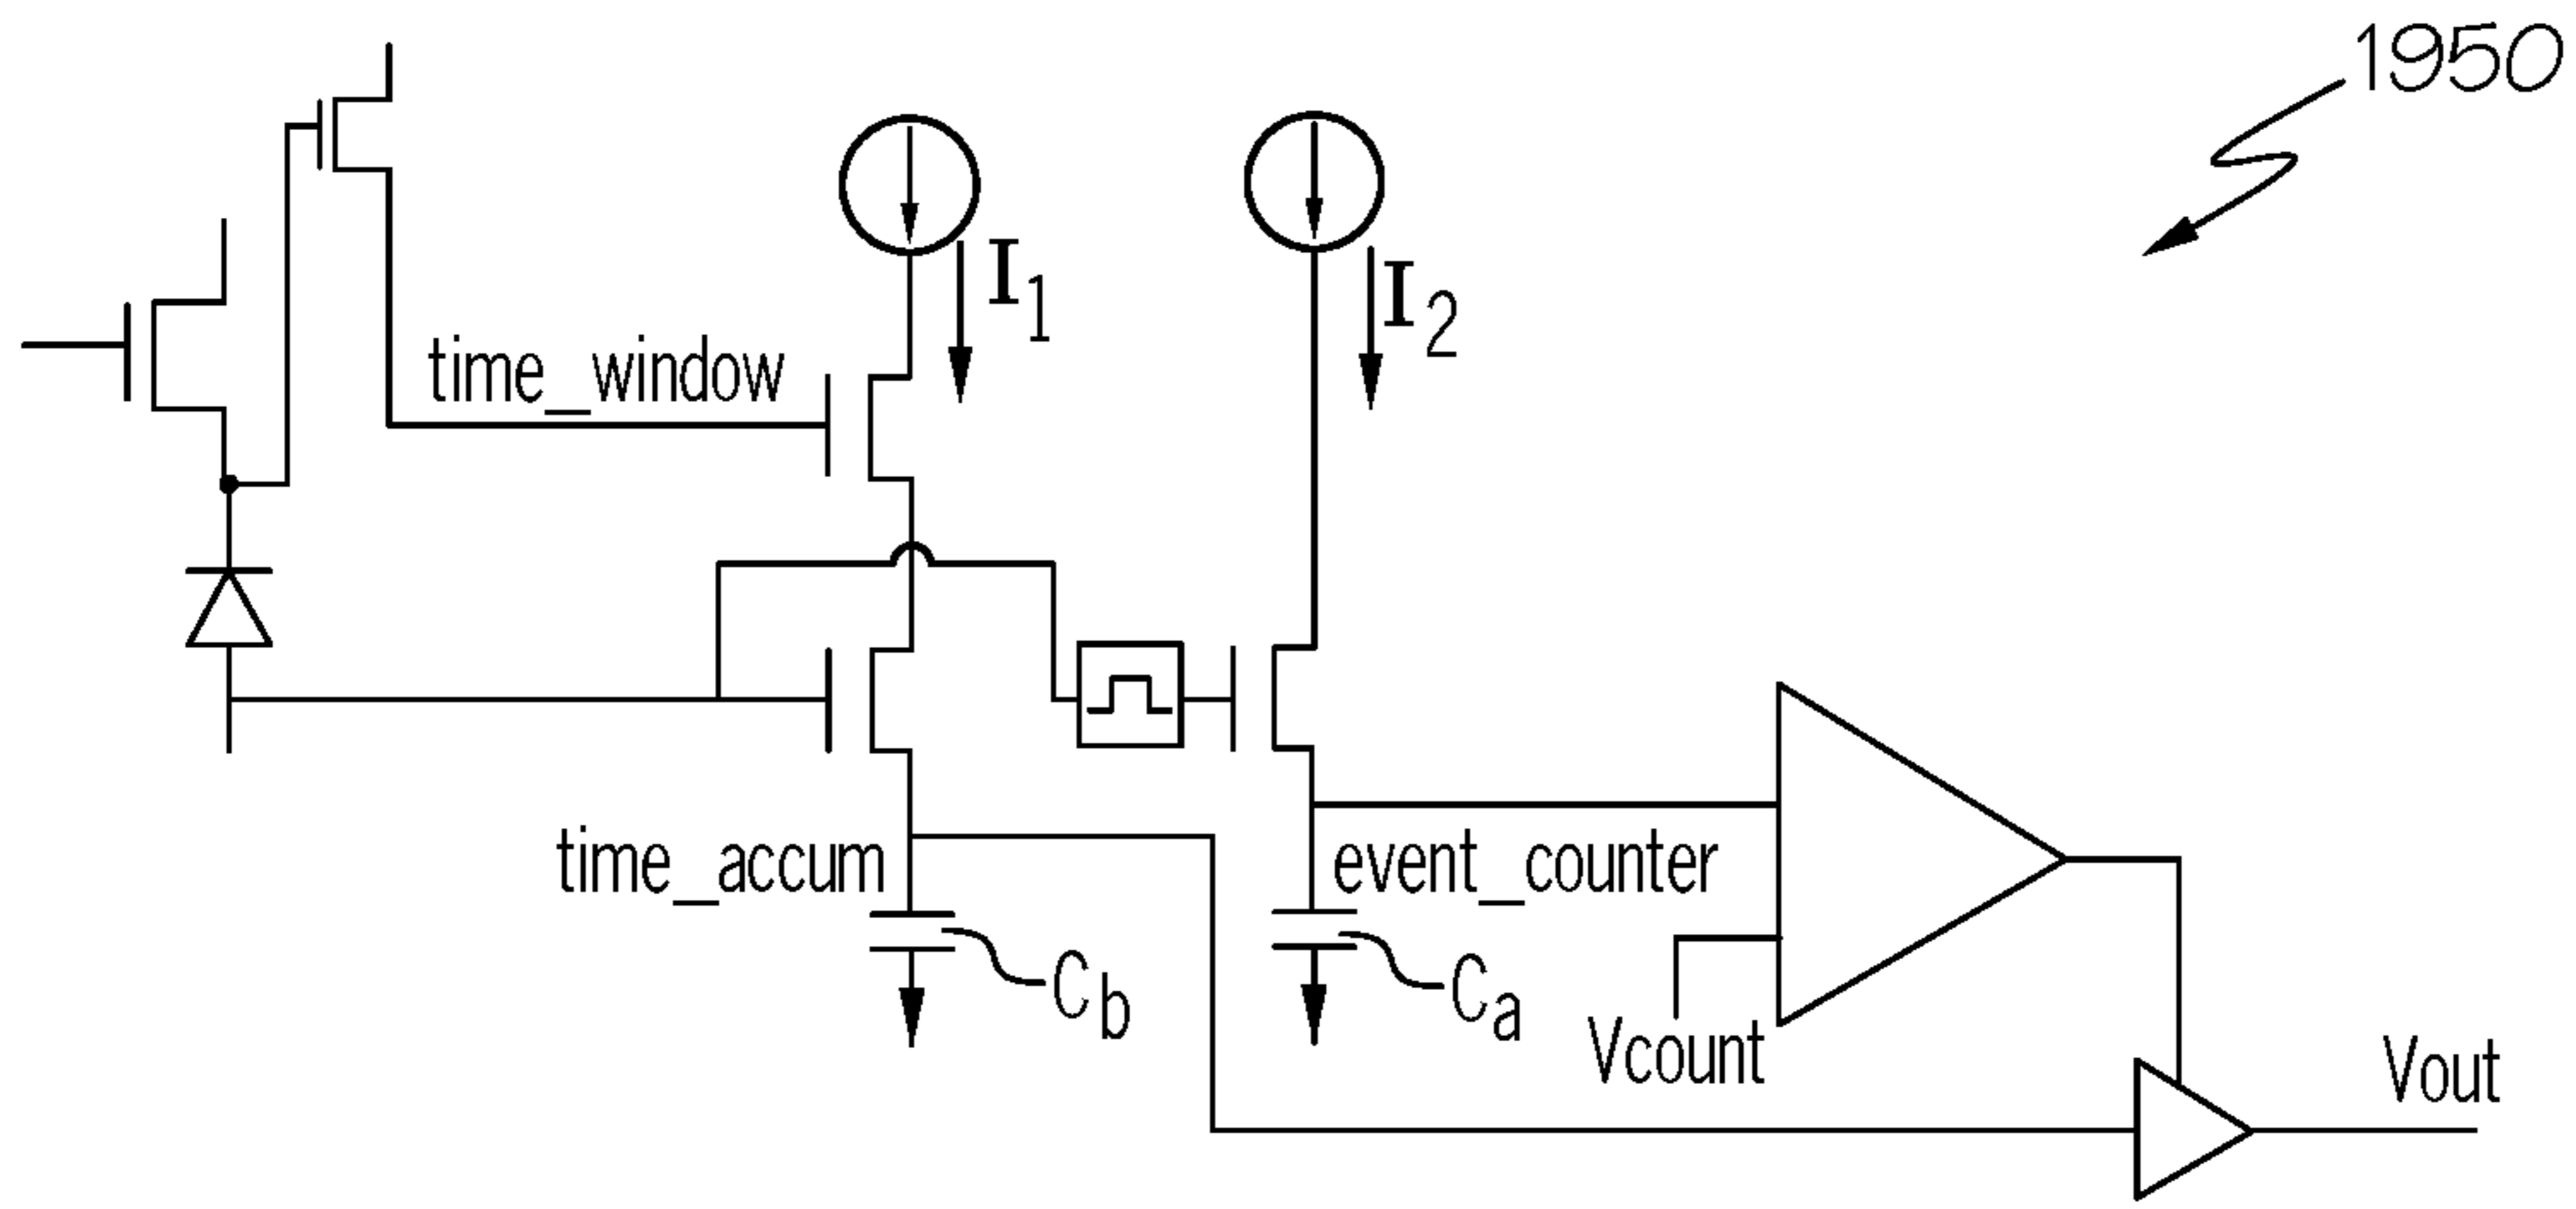 1950
I1
I2
time_window
time_accum
event_counter
Cb
Ca
Vcount
Vout